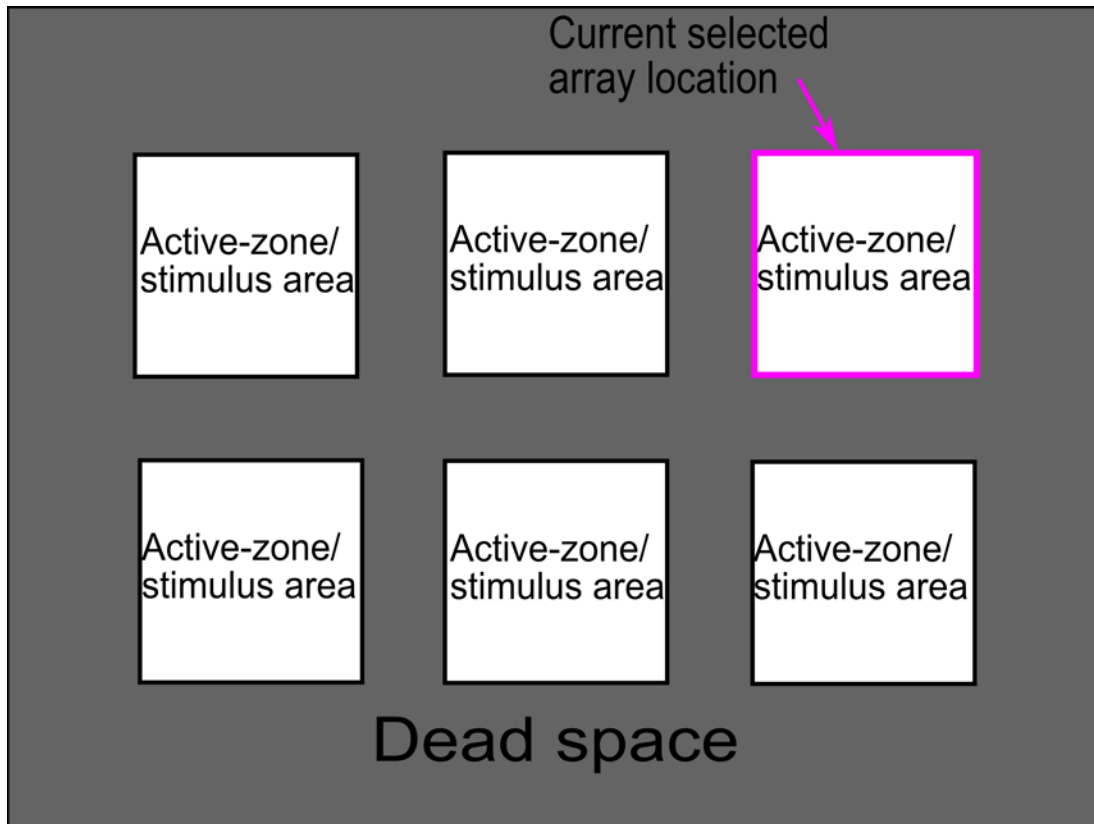 Current selected
array location
Active-zone/
stimulus area
Active-zone/
stimulus area
Active-zone/
stimulus area
Active-zone/
stimulus area
Active-zone/
stimulus area
Active-zone/
stimulus area
Dead space